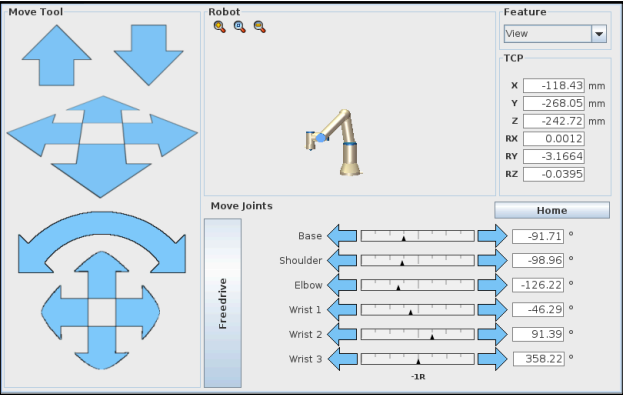 Move Tool
Robot
Feature
View
TCP
X -118.43 mm
Y -268.05 mm
Z -242.72 mm
RX 0.0012
RY -3.1664
RZ -0.0395
Move Joints
Home
Freedrive
Base -91.71 °
Shoulder -98.96 °
Elbow -126.22 °
Wrist 1 -46.29 °
Wrist 2 91.39 °
Wrist 3 358.22 °
-1R